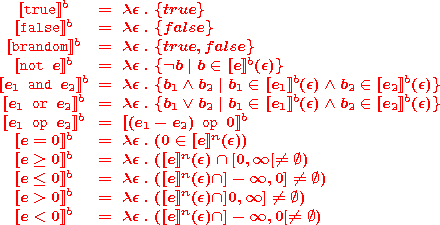 ⟦true⟧ᵇ = λϵ . {true}
⟦false⟧ᵇ = λϵ . {false}
⟦brandom⟧ᵇ = λϵ . {true, false}
⟦not e⟧ᵇ = λϵ . {¬b | b ∈ ⟦e⟧ᵇ(ϵ)}
⟦e₁ and e₂⟧ᵇ = λϵ . {b₁ ∧ b₂ | b₁ ∈ ⟦e₁⟧ᵇ(ϵ) ∧ b₂ ∈ ⟦e₂⟧ᵇ(ϵ)}
⟦e₁ or e₂⟧ᵇ = λϵ . {b₁ ∨ b₂ | b₁ ∈ ⟦e₁⟧ᵇ(ϵ) ∧ b₂ ∈ ⟦e₂⟧ᵇ(ϵ)}
⟦e₁ op e₂⟧ᵇ = ⟦(e₁ − e₂) op 0⟧ᵇ
⟦e = 0⟧ᵇ = λϵ . (0 ∈ ⟦e⟧ⁿ(ϵ))
⟦e ≥ 0⟧ᵇ = λϵ . (⟦e⟧ⁿ(ϵ) ∩ [0, ∞[≠ ∅)
⟦e ≤ 0⟧ᵇ = λϵ . (⟦e⟧ⁿ(ϵ)∩] − ∞, 0] ≠ ∅)
⟦e > 0⟧ᵇ = λϵ . (⟦e⟧ⁿ(ϵ)∩]0, ∞] ≠ ∅)
⟦e < 0⟧ᵇ = λϵ . (⟦e⟧ⁿ(ϵ)∩] − ∞, 0[≠ ∅)